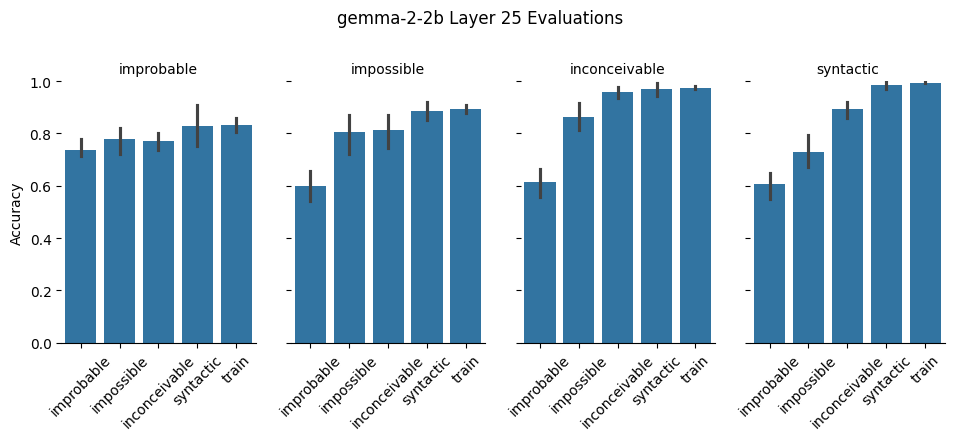 gemma-2-2b Layer 25 Evaluations
improbable
impossible
inconceivable
syntactic
1.0
0.8
0.6
0.4
0.2
0.0
Accuracy
improbable
impossible
inconceivable
syntactic
train
improbable
impossible
inconceivable
syntactic
train
improbable
impossible
inconceivable
syntactic
train
improbable
impossible
inconceivable
syntactic
train